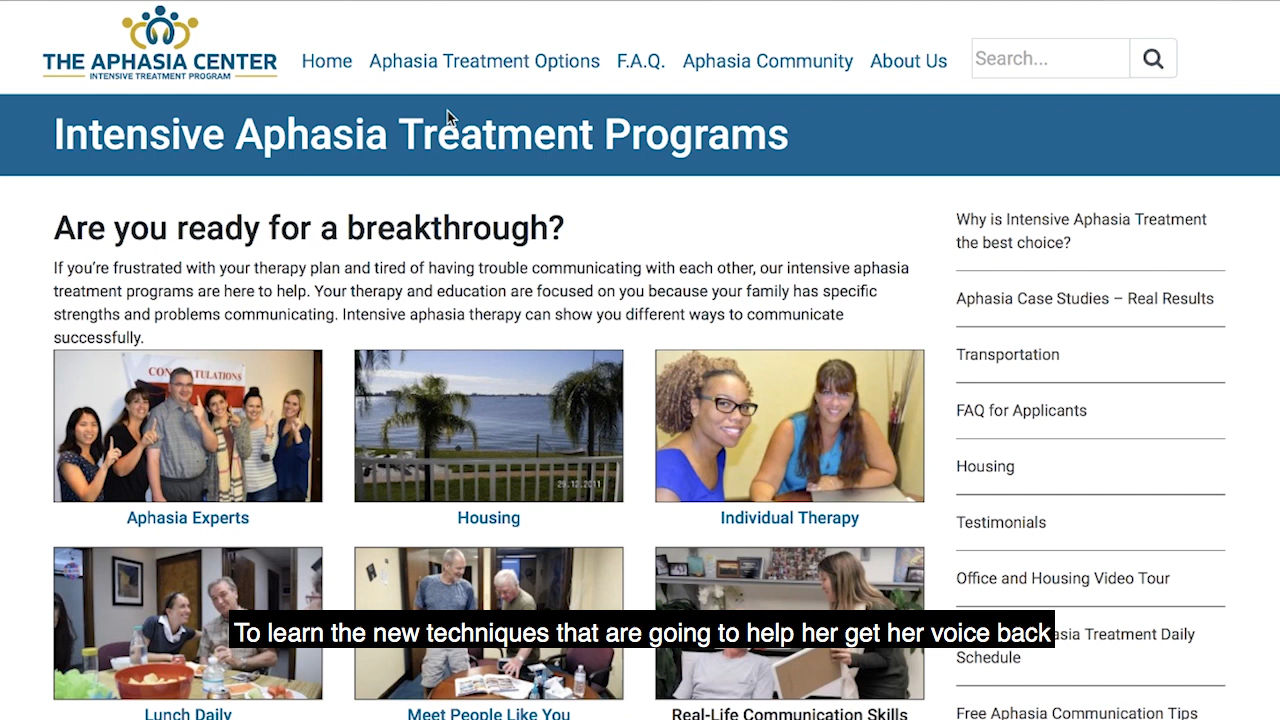 THE APHASIA CENTER
INTENSIVE TREATMENT PROGRAM
Home Aphasia Treatment Options F.A.Q. Aphasia Community About Us Search...
Intensive Aphasia Treatment Programs
Are you ready for a breakthrough?
If you’re frustrated with your therapy plan and tired of having trouble communicating with each other, our intensive aphasia
treatment programs are here to help. Your therapy and education are focused on you because your family has specific
strengths and problems communicating. Intensive aphasia therapy can show you different ways to communicate
successfully.
CONGRATULATIONS
29.12.2011
Aphasia Experts
Housing
Individual Therapy
Lunch Daily
Meet People Like You
Real-Life Communication Skills
Why is Intensive Aphasia Treatment
the best choice?
Aphasia Case Studies – Real Results
Transportation
FAQ for Applicants
Housing
Testimonials
Office and Housing Video Tour
Treatment Daily
Schedule
Free Aphasia Communication Tips
To learn the new techniques that are going to help her get her voice back